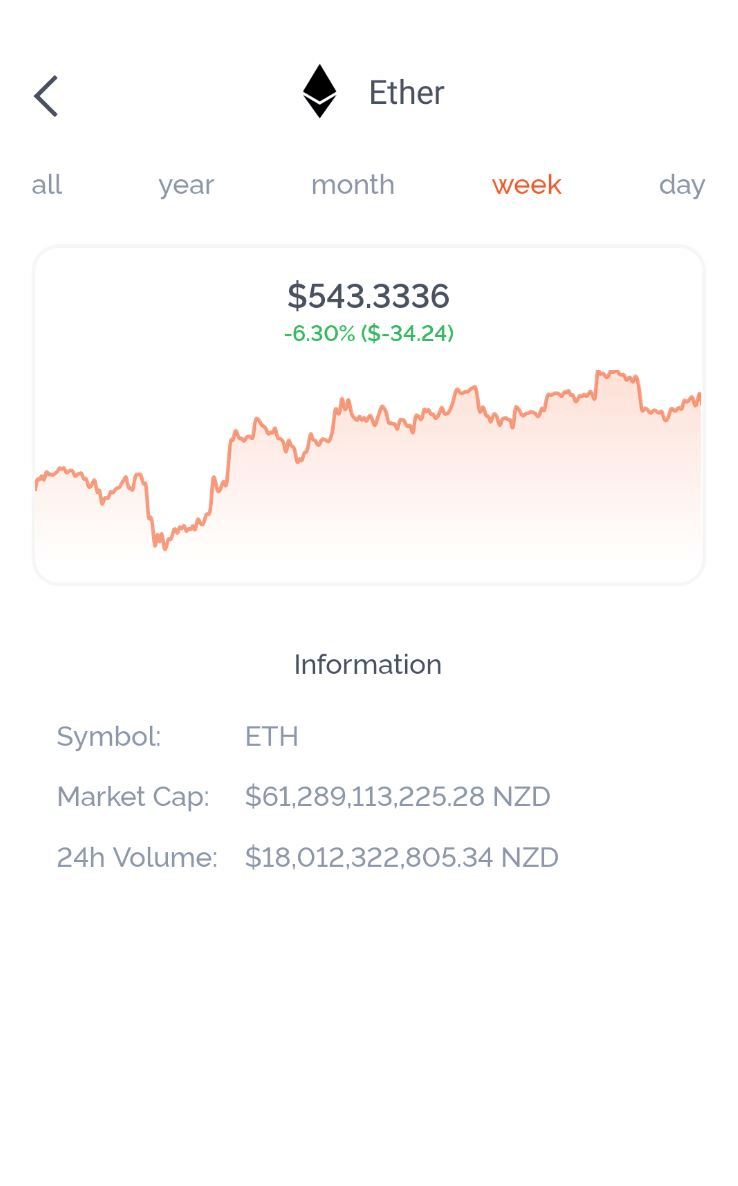 Ether
all year month week day
$543.3336
-6.30% ($-34.24)
Information
Symbol: ETH
Market Cap: $61,289,113,225.28 NZD
24h Volume: $18,012,322,805.34 NZD